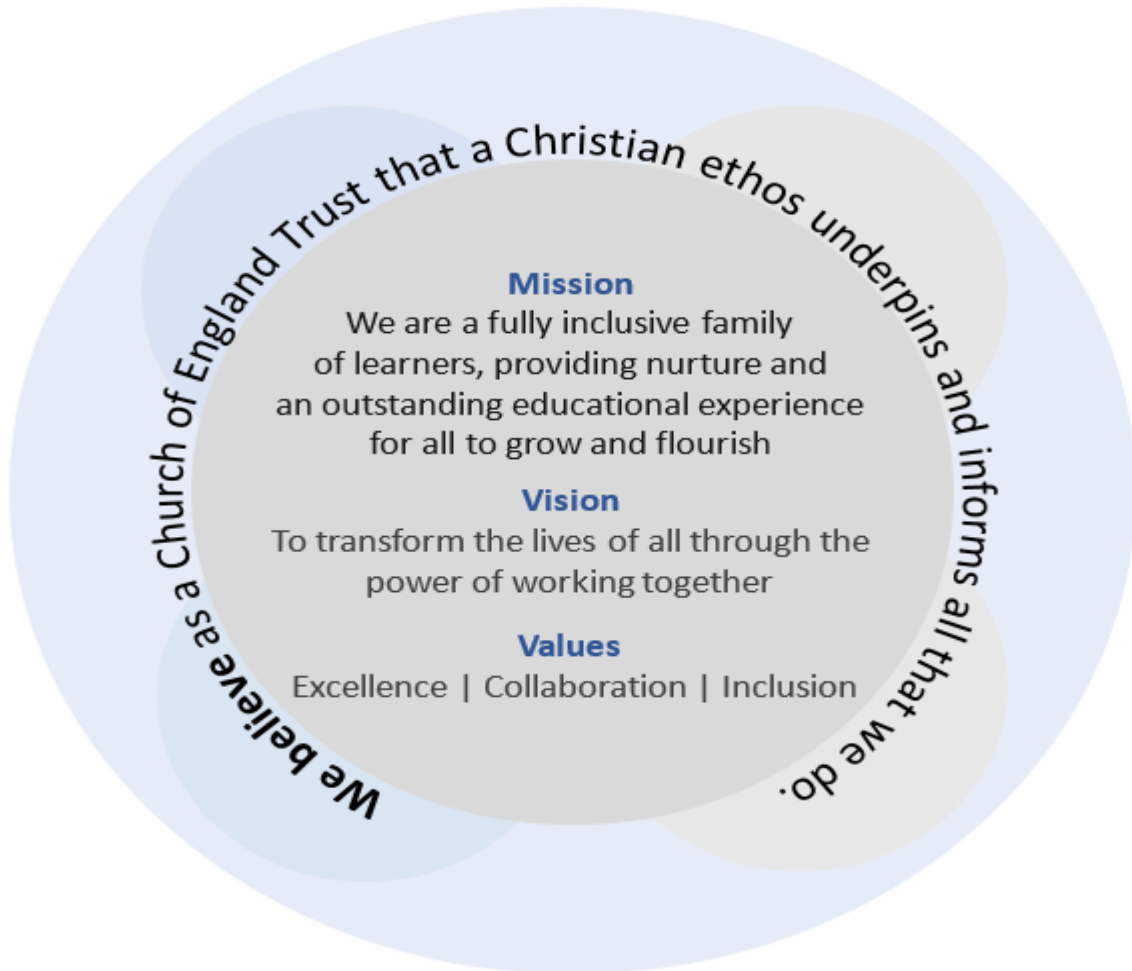 We believe as a Church of England Trust that a Christian ethos underpins and informs all that we do.
Mission
We are a fully inclusive family
of learners, providing nurture and
an outstanding educational experience
for all to grow and flourish
Vision
To transform the lives of all through the
power of working together
Values
Excellence | Collaboration | Inclusion